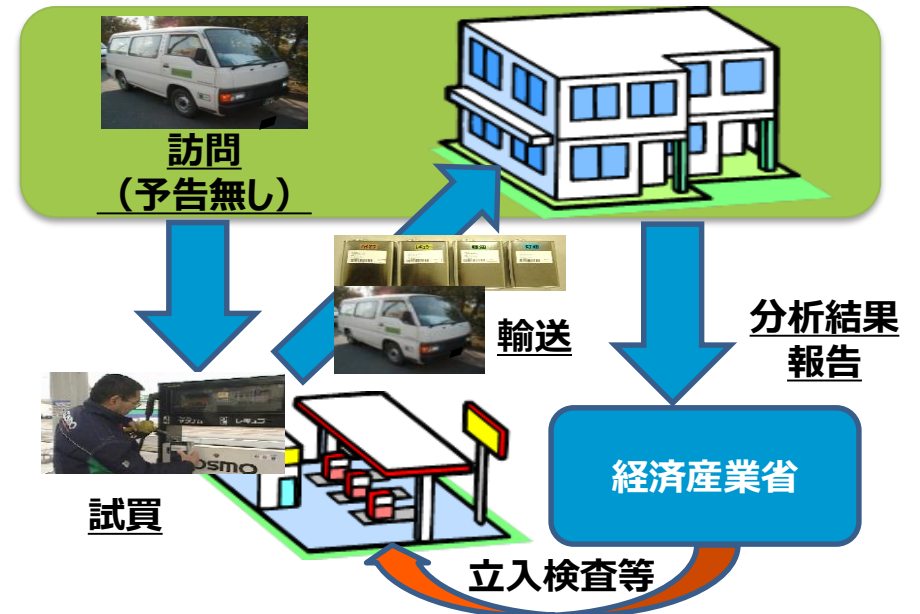 訪問
（予告無し）
輸送
分析結果
報告
試買
osmo
経済産業省
立入検査等